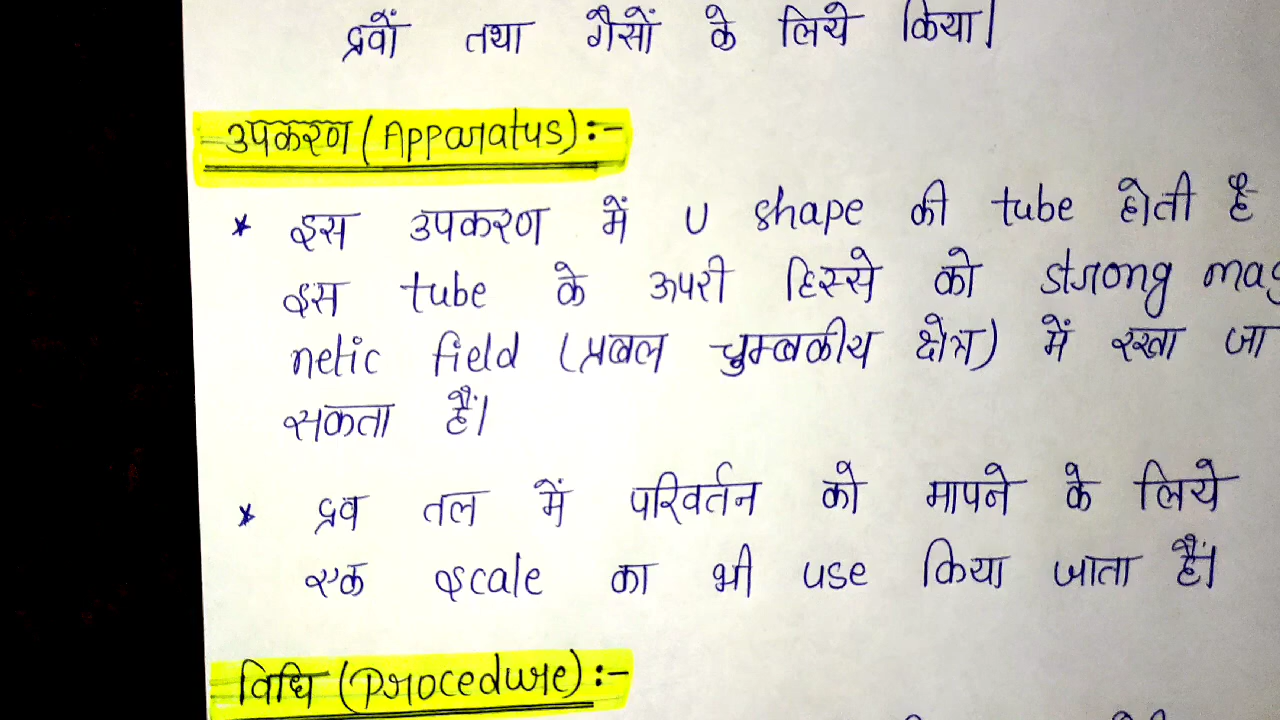 द्रवों तथा गैसों के लिये किया।
उपकरण (Apparatus) :-
* इस उपकरण में U shape की tube होती है
इस tube के ऊपरी हिस्से को strong mag
netic field (प्रबल चुम्बकीय क्षेत्र) में रखा जा
सकता हैं।
* द्रव तल में परिवर्तन को मापने के लिये
एक scale का भी use किया जाता हैं।
विधि (Procedure) :-